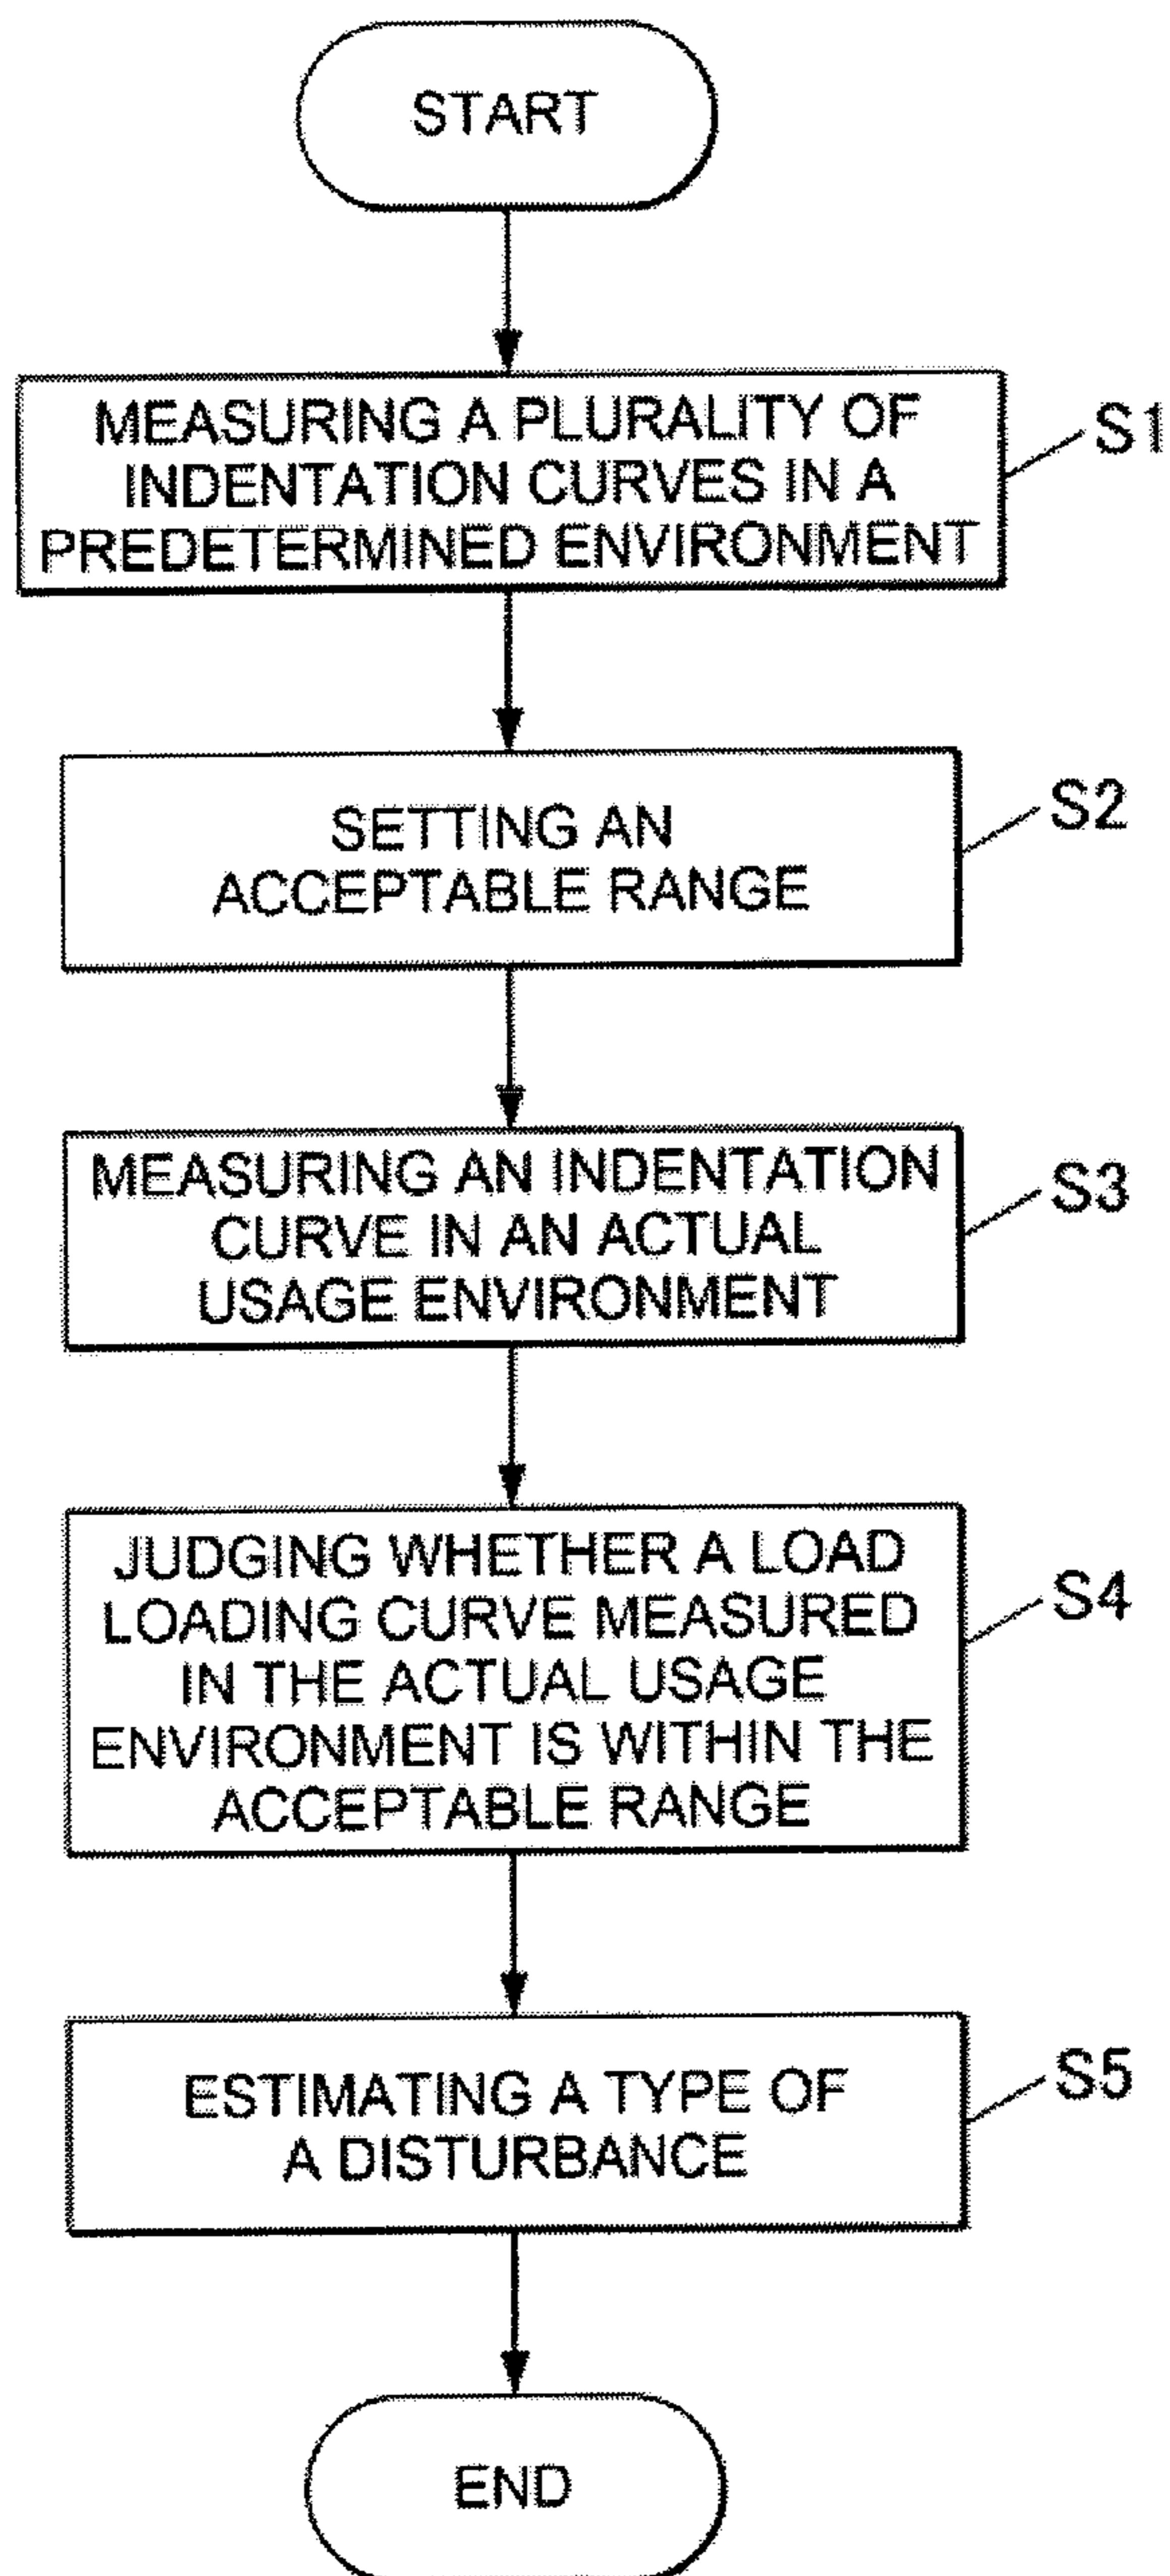 START
MEASURING A PLURALITY OF
INDENTATION CURVES IN A
PREDETERMINED ENVIRONMENT
S1
SETTING AN
ACCEPTABLE RANGE
S2
MEASURING AN INDENTATION
CURVE IN AN ACTUAL
USAGE ENVIRONMENT
S3
JUDGING WHETHER A LOAD
LOADING CURVE MEASURED
IN THE ACTUAL USAGE
ENVIRONMENT IS WITHIN THE
ACCEPTABLE RANGE
S4
ESTIMATING A TYPE OF
A DISTURBANCE
S5
END